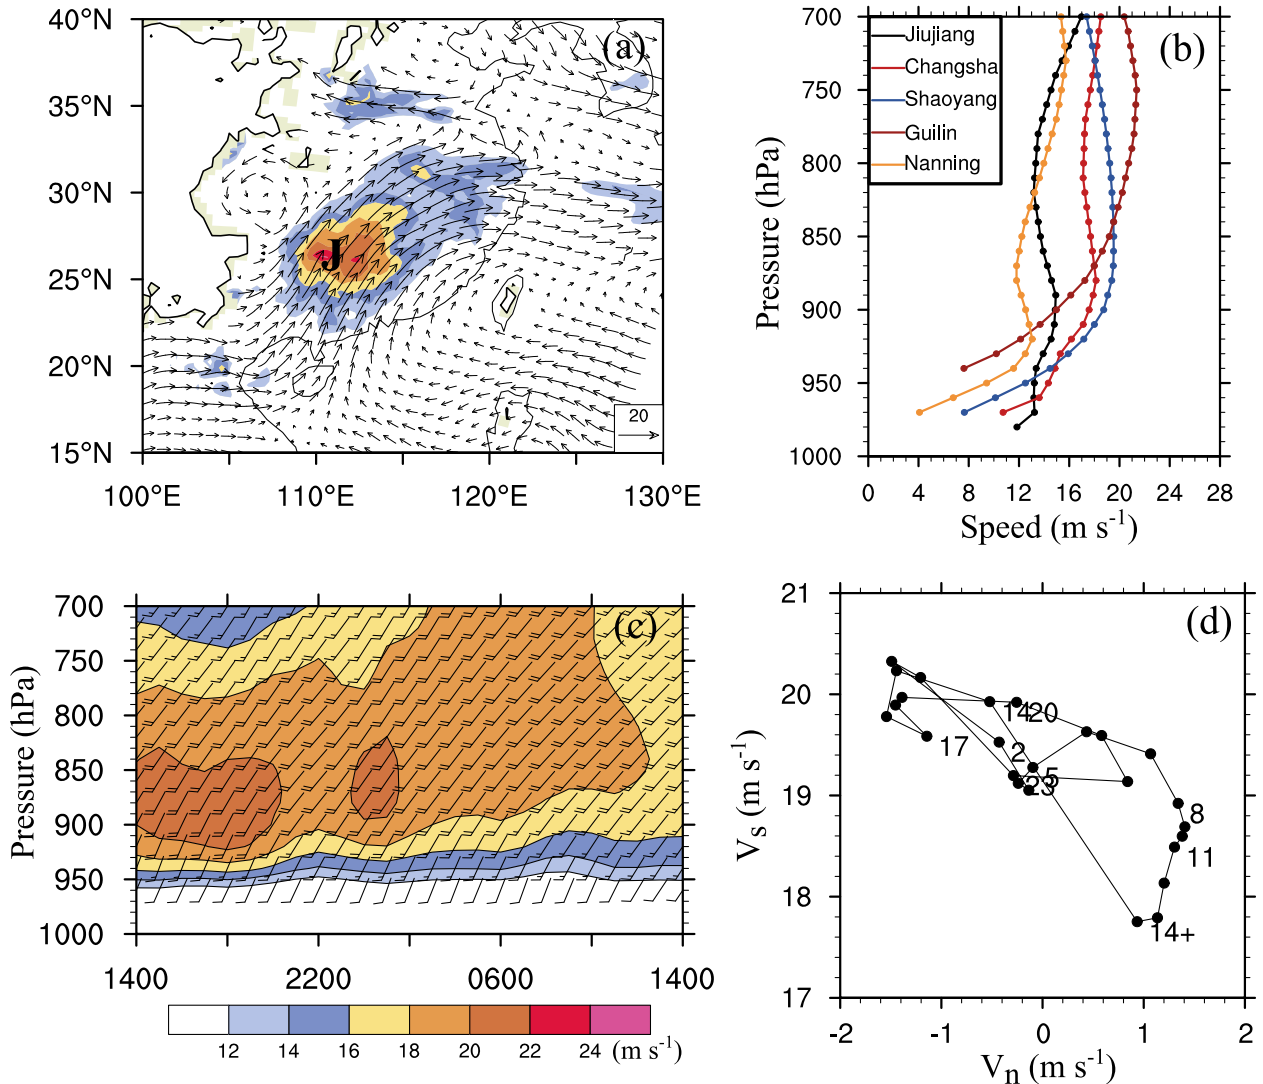 (a)
40°N
35°N
30°N
25°N
20°N
15°N
J
20
100°E 110°E 120°E 130°E
(b)
Jiujiang
Changsha
Shaoyang
Guilin
Nanning
Pressure (hPa)
700
750
800
850
900
950
1000
0 4 8 12 16 20 24 28
Speed (m s-1)
(c)
Pressure (hPa)
700
750
800
850
900
950
1000
1400 2200 0600 1400
12 14 16 18 20 22 24 (m s-1)
(d)
Vs (m s-1)
21
20
19
18
17
14 20
17
2
5
23
8
11
14+
-2 -1 0 1 2
Vn (m s-1)